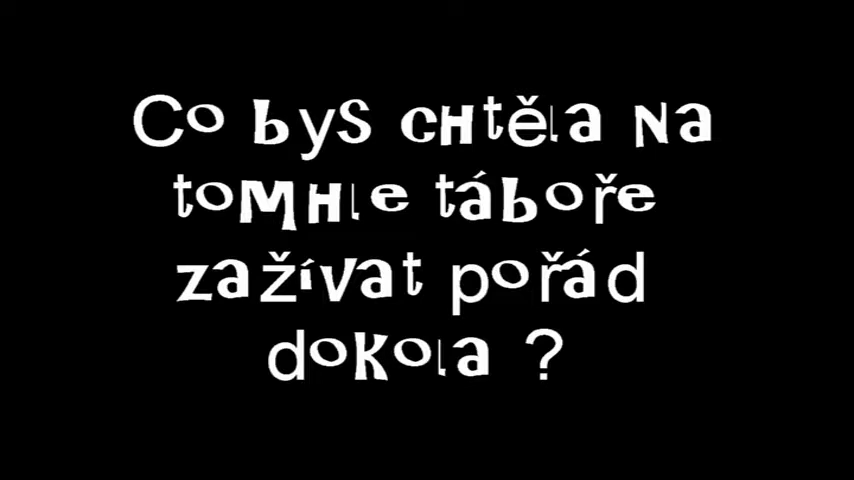 Co bys chtěla na
tomhle táboře
zažívat pořád
dokola ?